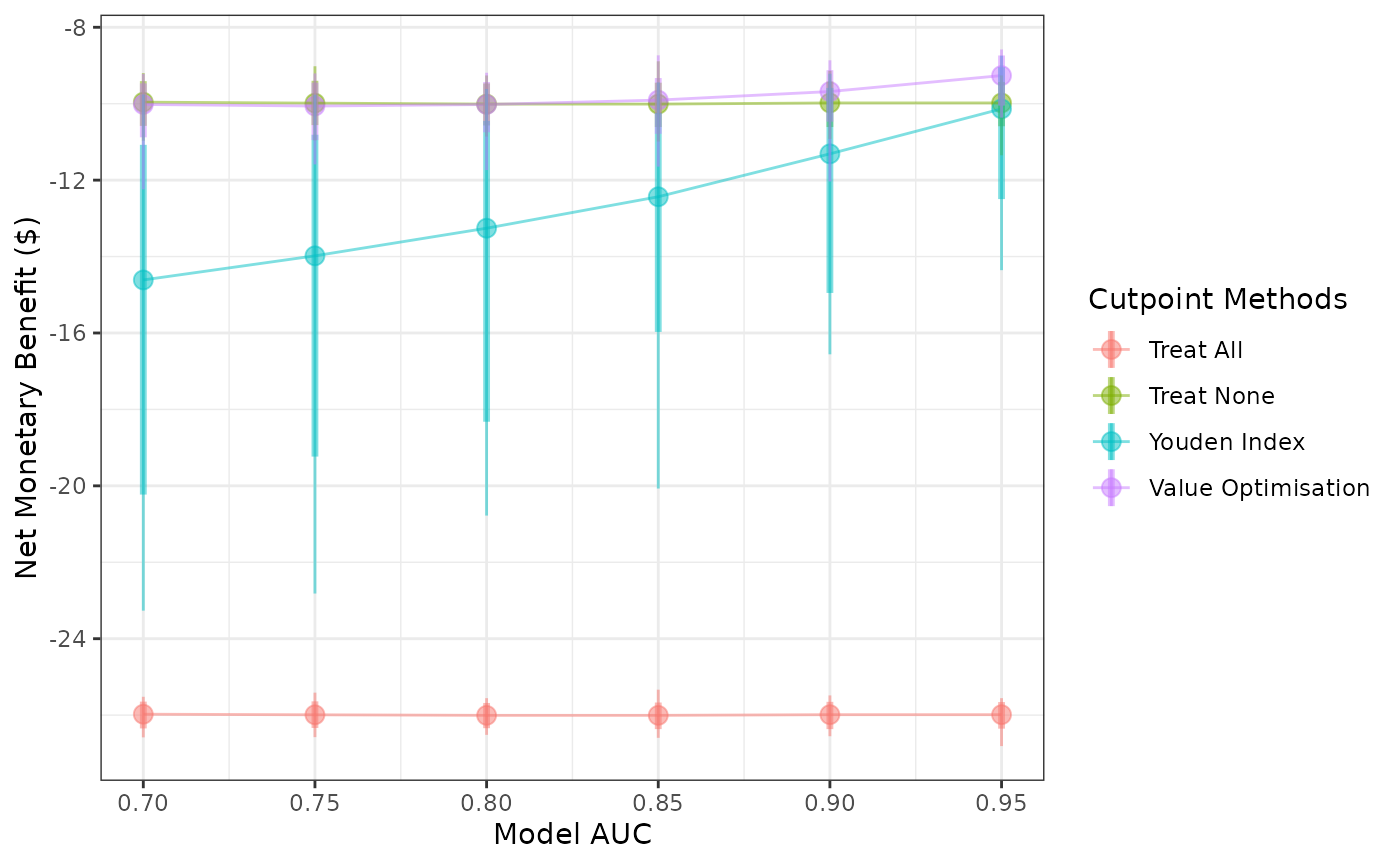 Net Monetary Benefit ($)
-8
-12
-16
-20
-24
0.70 0.75 0.80 0.85 0.90 0.95
Model AUC
Cutpoint Methods
Treat All
Treat None
Youden Index
Value Optimisation